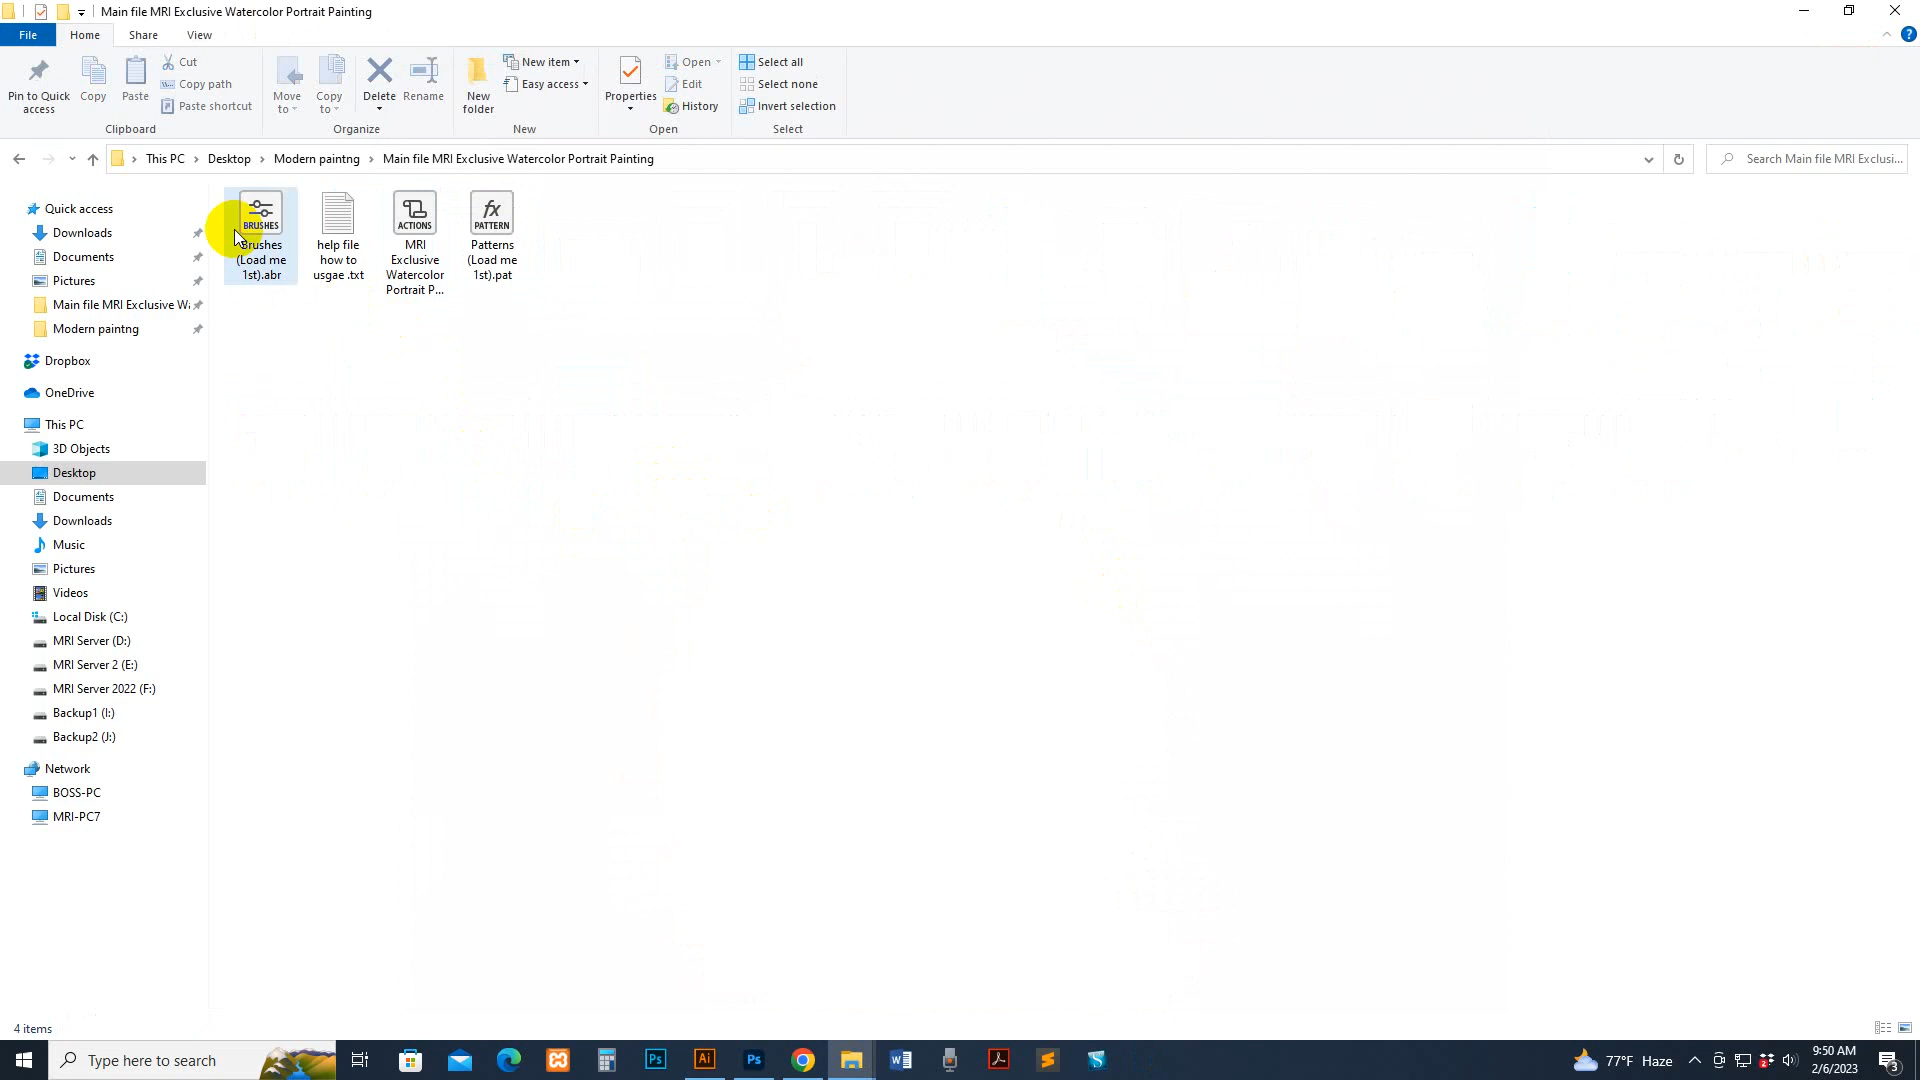 Main file MRI Exclusive Watercolor Portrait Painting
File
Home
Share
View
Pin to Quick
access
Copy
Paste
Cut
Copy path
Paste shortcut
Clipboard
Move
to
Copy
to
Delete
Rename
Organize
New
folder
New item
Easy access
New
Properties
Open
Edit
History
Open
Select all
Select none
Invert selection
Select
This PC
Desktop
Modern paintng
Main file MRI Exclusive Watercolor Portrait Painting
Search Main file MRI Exclusi...
Quick access
Downloads
Documents
Pictures
Main file MRI Exclusive
Modern paintng
Dropbox
OneDrive
This PC
3D Objects
Desktop
Documents
Downloads
Music
Pictures
Videos
Local Disk (C:)
MRI Server (D:)
MRI Server 2 (E:)
MRI Server 2022 (F:)
Backup1 (I:)
Backup2 (J:)
Network
BOSS-PC
MRI-PC7
BRUSHES
Brushes
(Load me
1st).abr
help file
how to
usgae .txt
ACTIONS
MRI
Exclusive
Watercolor
Portrait P...
fx
PATTERN
Patterns
(Load me
1st).pat
4 items
Type here to search
Ps
Ai
Ps
W
S
77°F Haze
2
9:50 AM
2/6/2023
3